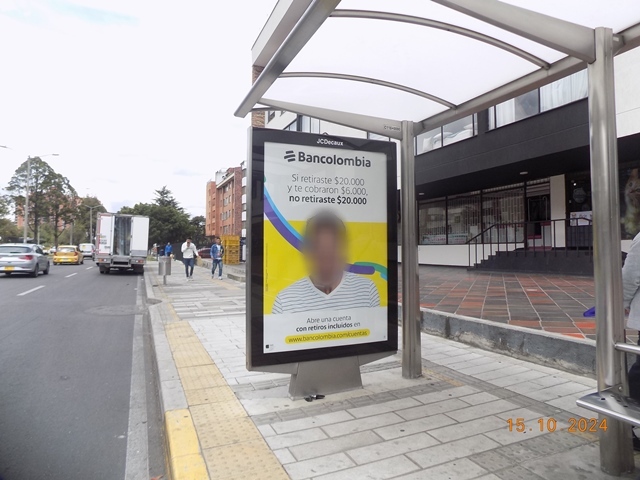 JCDecaux
Bancolombia
Si retiraste $20.000
y te cobraron $6.000,
no retiraste $20.000
Abre una cuenta
con retiros incluidos en
www.bancolombia.com/cuentas
15.10.2024